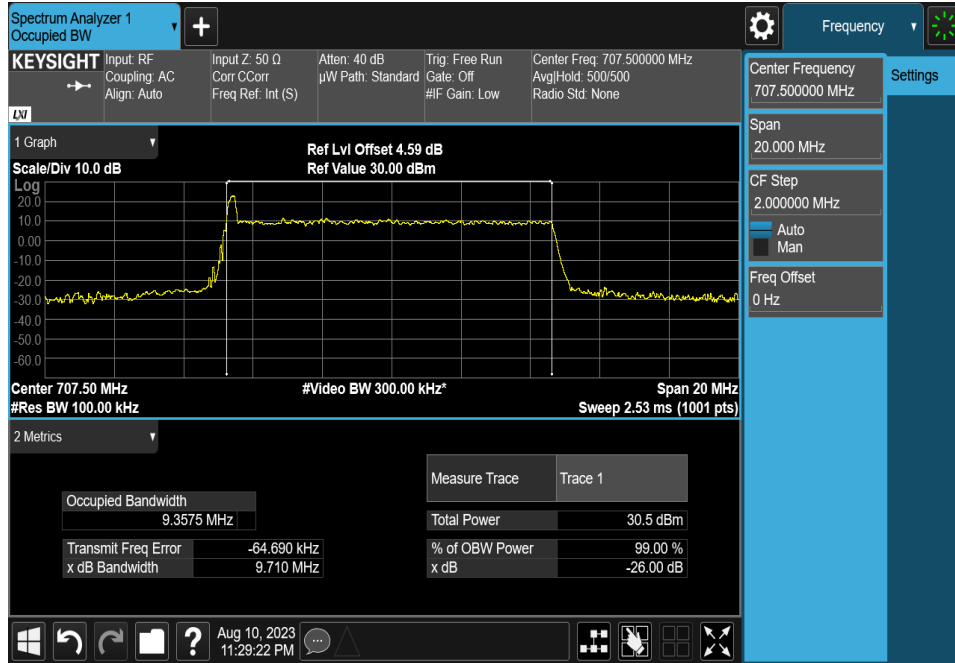 Spectrum Analyzer 1
Occupied BW
+
Frequency
KEYSIGHT
Input: RF
Coupling: AC
Align: Auto
Input Z: 50 Ω
Corr CCorr
Freq Ref: Int (S)
Atten: 40 dB
µW Path: Standard
Trig: Free Run
Gate: Off
#IF Gain: Low
Center Freq: 707.500000 MHz
Avg|Hold: 500/500
Radio Std: None
LXI
Center Frequency
707.500000 MHz
Settings
Span
20.000 MHz
CF Step
2.000000 MHz
Auto
Man
Freq Offset
0 Hz
1 Graph
Scale/Div 10.0 dB
Ref Lvl Offset 4.59 dB
Ref Value 30.00 dBm
Log
20.0
10.0
0.00
-10.0
-20.0
-30.0
-40.0
-50.0
-60.0
Center 707.50 MHz
#Video BW 300.00 kHz*
Span 20 MHz
#Res BW 100.00 kHz
Sweep 2.53 ms (1001 pts)
2 Metrics
Measure Trace
Trace 1
Occupied Bandwidth
9.3575 MHz
Total Power
30.5 dBm
Transmit Freq Error
-64.690 kHz
% of OBW Power
99.00 %
x dB Bandwidth
9.710 MHz
x dB
-26.00 dB
?
Aug 10, 2023
11:29:22 PM